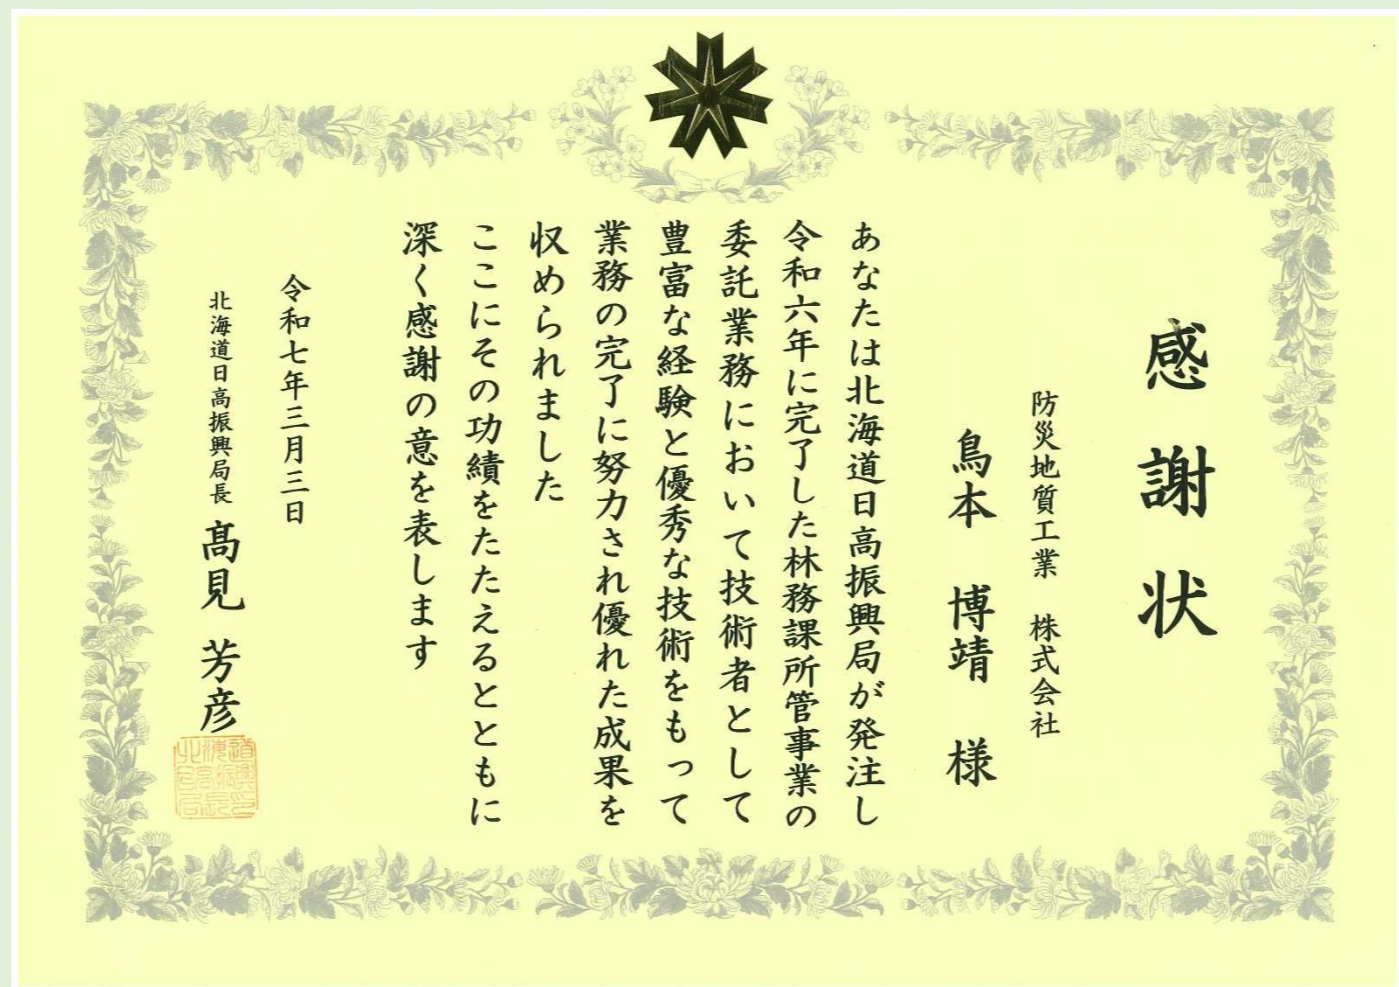 感謝状
防災地質工業 株式会社
鳥本 博靖 様
あなたは北海道日高振興局が発注し
令和六年に完了した林務課所管事業の
委託業務において技術者として
豊富な経験と優秀な技術をもって
業務の完了に努力され優れた成果を
収められました
ここにその功績をたたえるとともに
深く感謝の意を表します
令和七年三月三日
北海道日高振興局長 髙見 芳彦